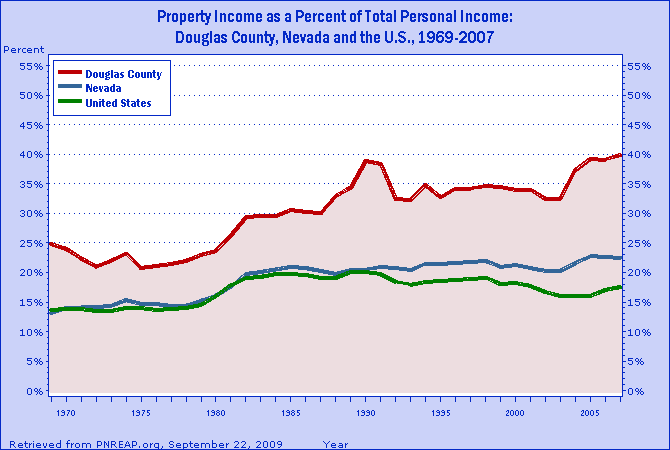 Property Income as a Percent of Total Personal Income:
Douglas County, Nevada and the U.S., 1969-2007
Percent
Douglas County
Nevada
United States
55% 55%
50% 50%
45% 45%
40% 40%
35% 35%
30% 30%
25% 25%
20% 20%
15% 15%
10% 10%
5% 5%
0% 0%
1970 1975 1980 1985 1990 1995 2000 2005
Retrieved from PNREAP.org, September 22, 2009 Year